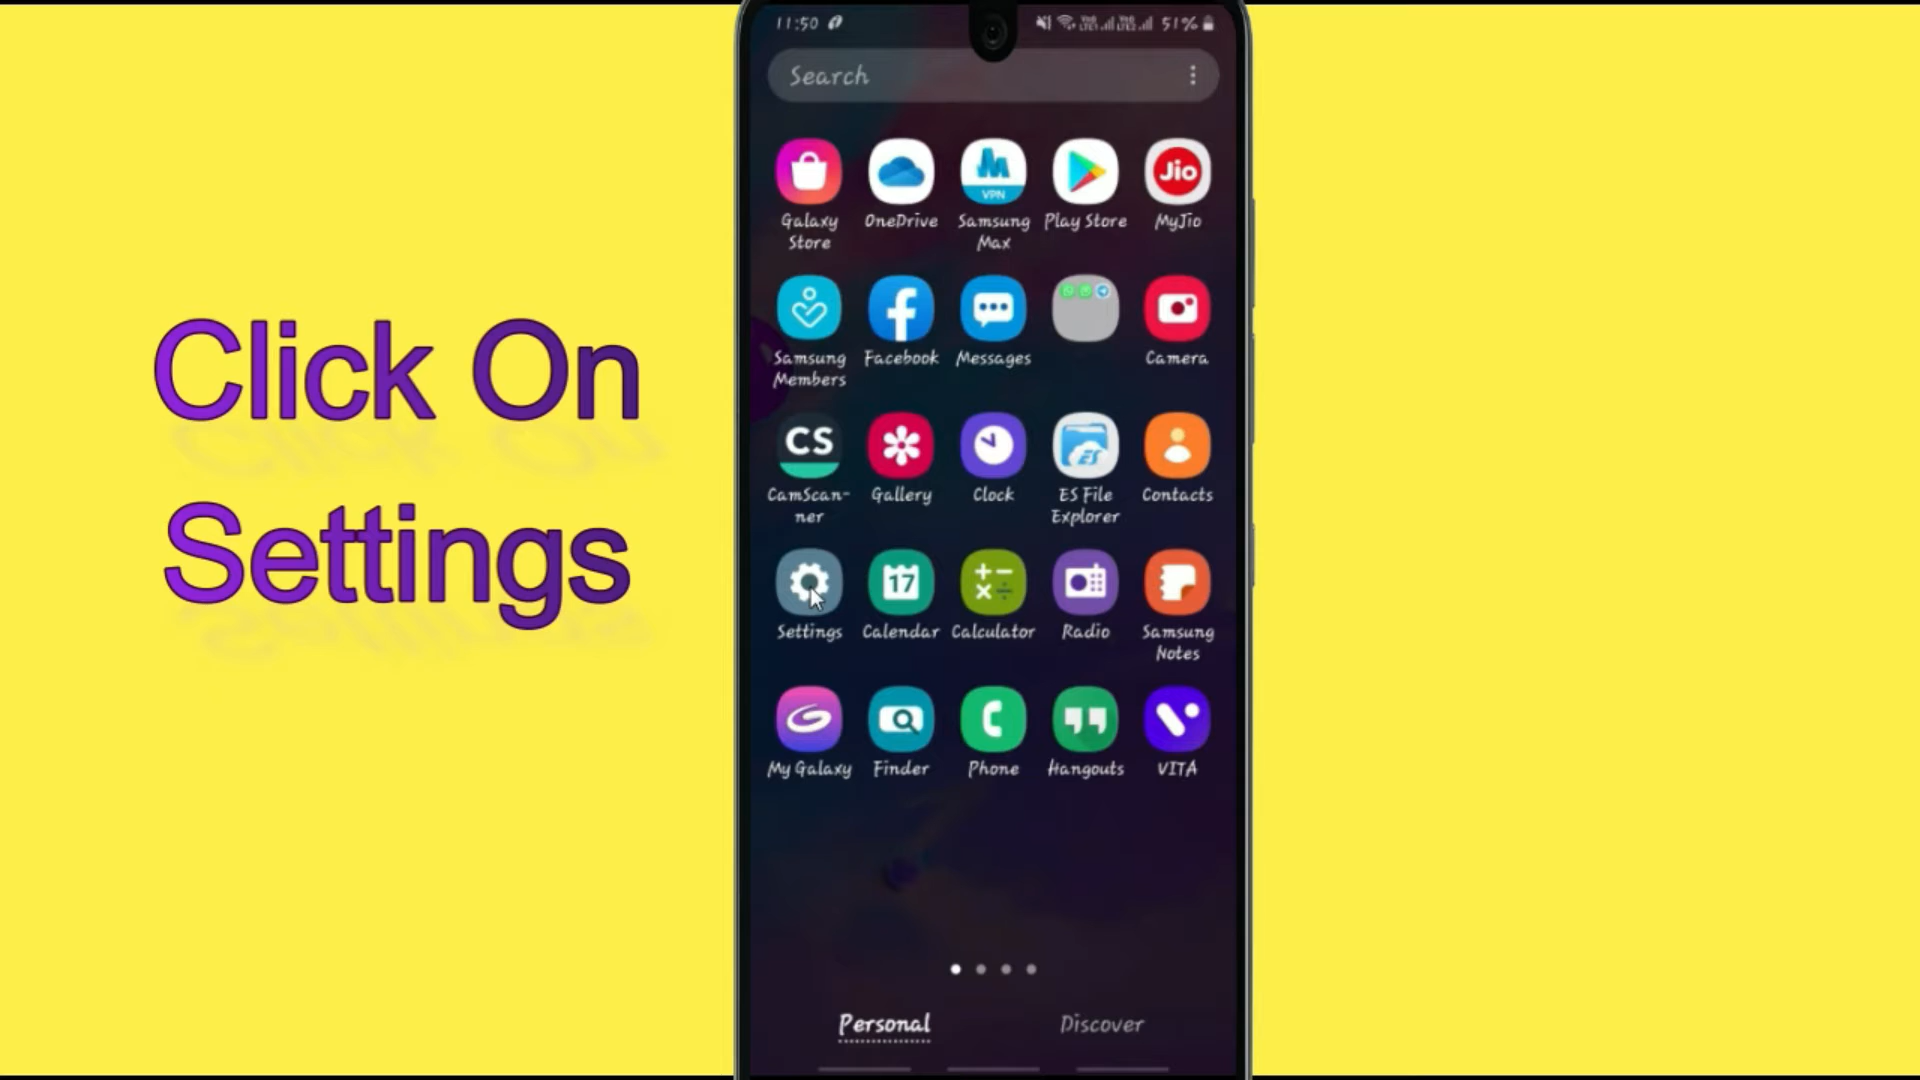 Click On
Settings
11:50
51%
Search
VPN
Jio
Galaxy Store
OneDrive
Samsung Max
Play Store
MyJio
Samsung Members
Facebook
Messages
Camera
CS
ES
CamScan-
ner
Gallery
Clock
ES File Explorer
Contacts
17
Settings
Calendar
Calculator
Radio
Samsung Notes
My Galaxy
Finder
Phone
Hangouts
VITA
Personal
Discover